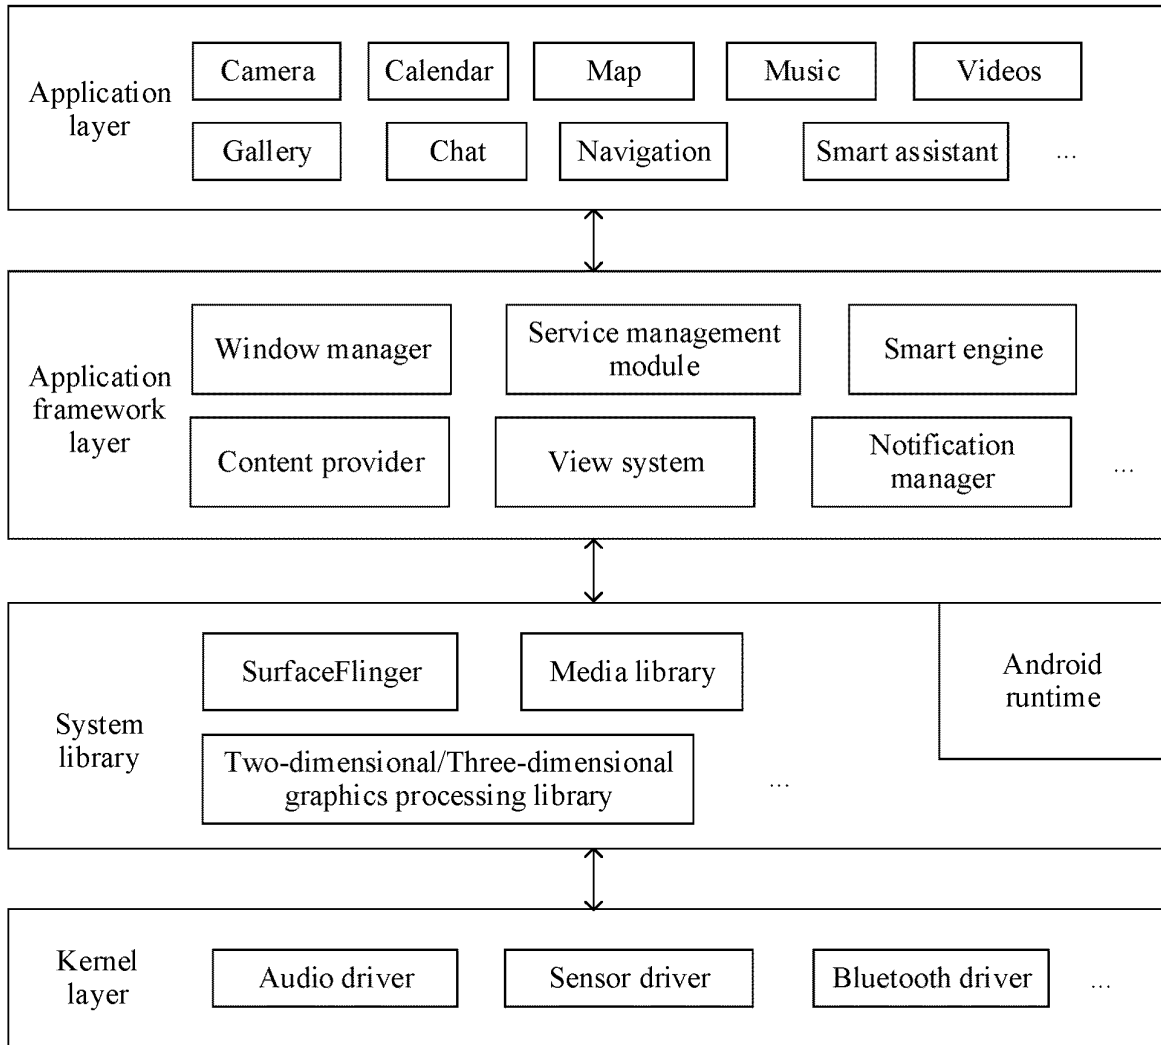 Camera
Calendar
Map
Music
Videos
Application
layer
Gallery
Chat
Navigation
Smart assistant
...
Window manager
Service management
module
Smart engine
Application
framework
layer
Content provider
View system
Notification
manager
...
SurfaceFlinger
Media library
Android
runtime
System
library
Two-dimensional/Three-dimensional
graphics processing library
...
Kernel
layer
Audio driver
Sensor driver
Bluetooth driver
...